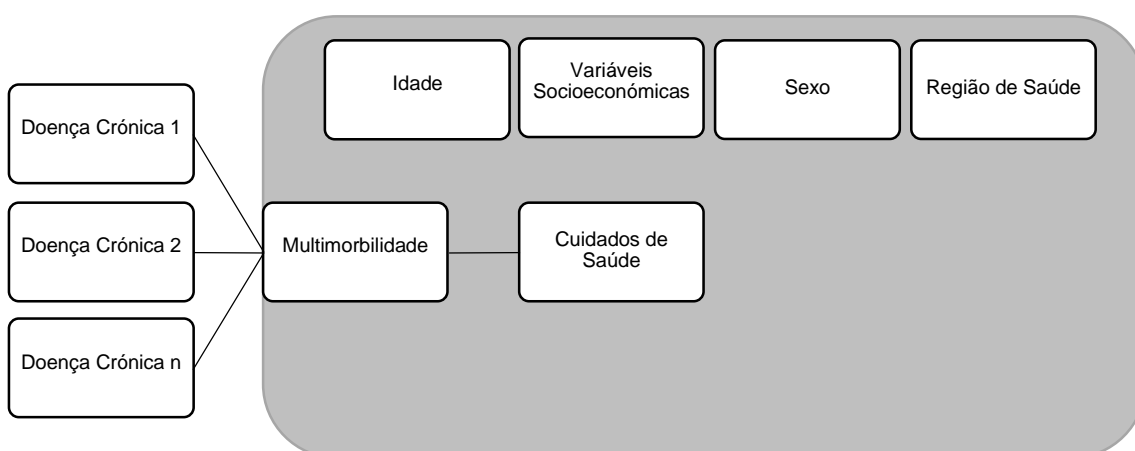 Idade
Variáveis
Socioeconómicas
Sexo
Região de Saúde
Doença Crónica 1
Doença Crónica 2
Multimorbilidade
Cuidados de
Saúde
Doença Crónica n